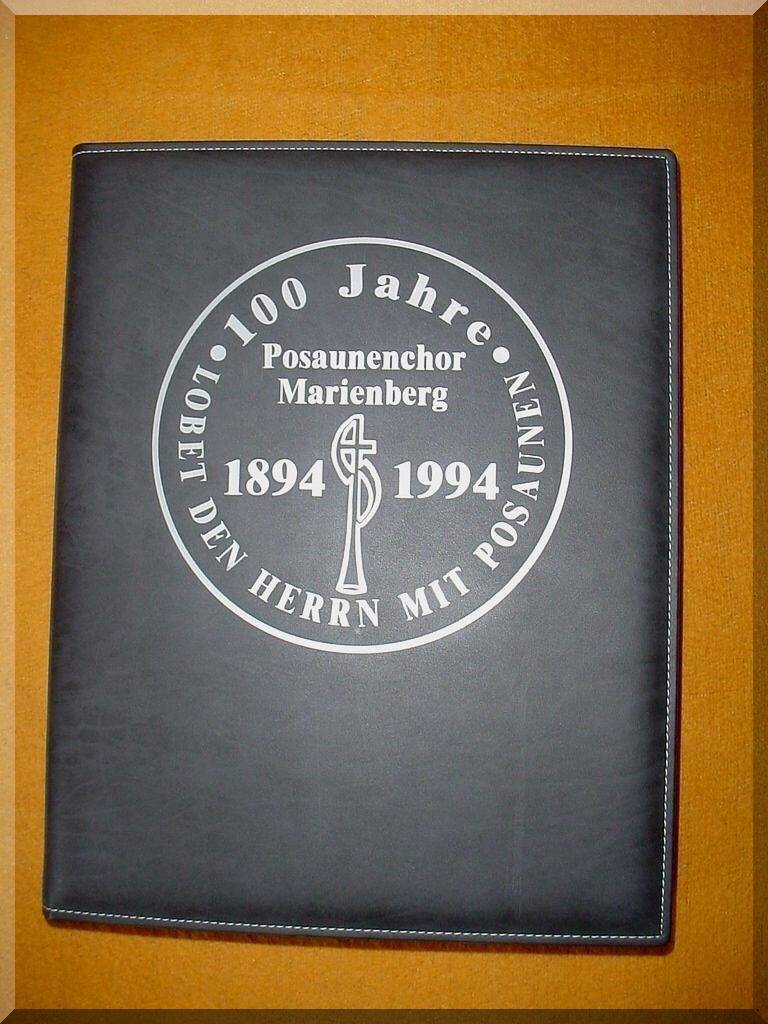 100 Jahre
Posaunenchor
Marienberg
1894 1994
LOBET DEN HERRN MIT POSAUNEN